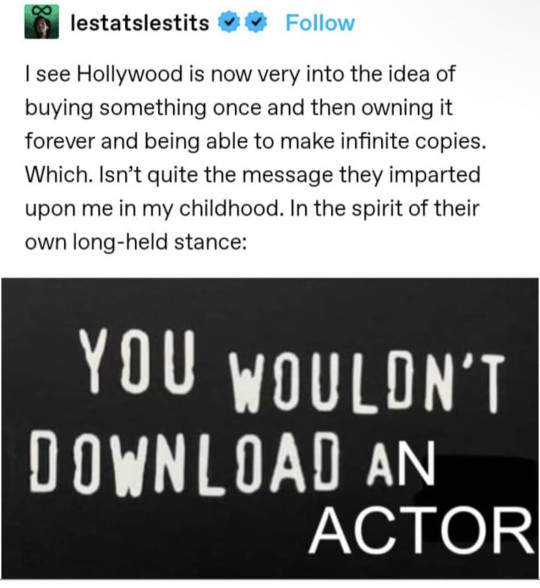 lestatslestits Follow
I see Hollywood is now very into the idea of
buying something once and then owning it
forever and being able to make infinite copies.
Which. Isn’t quite the message they imparted
upon me in my childhood. In the spirit of their
own long-held stance:
YOU WOULDN'T
DOWNLOAD AN
ACTOR